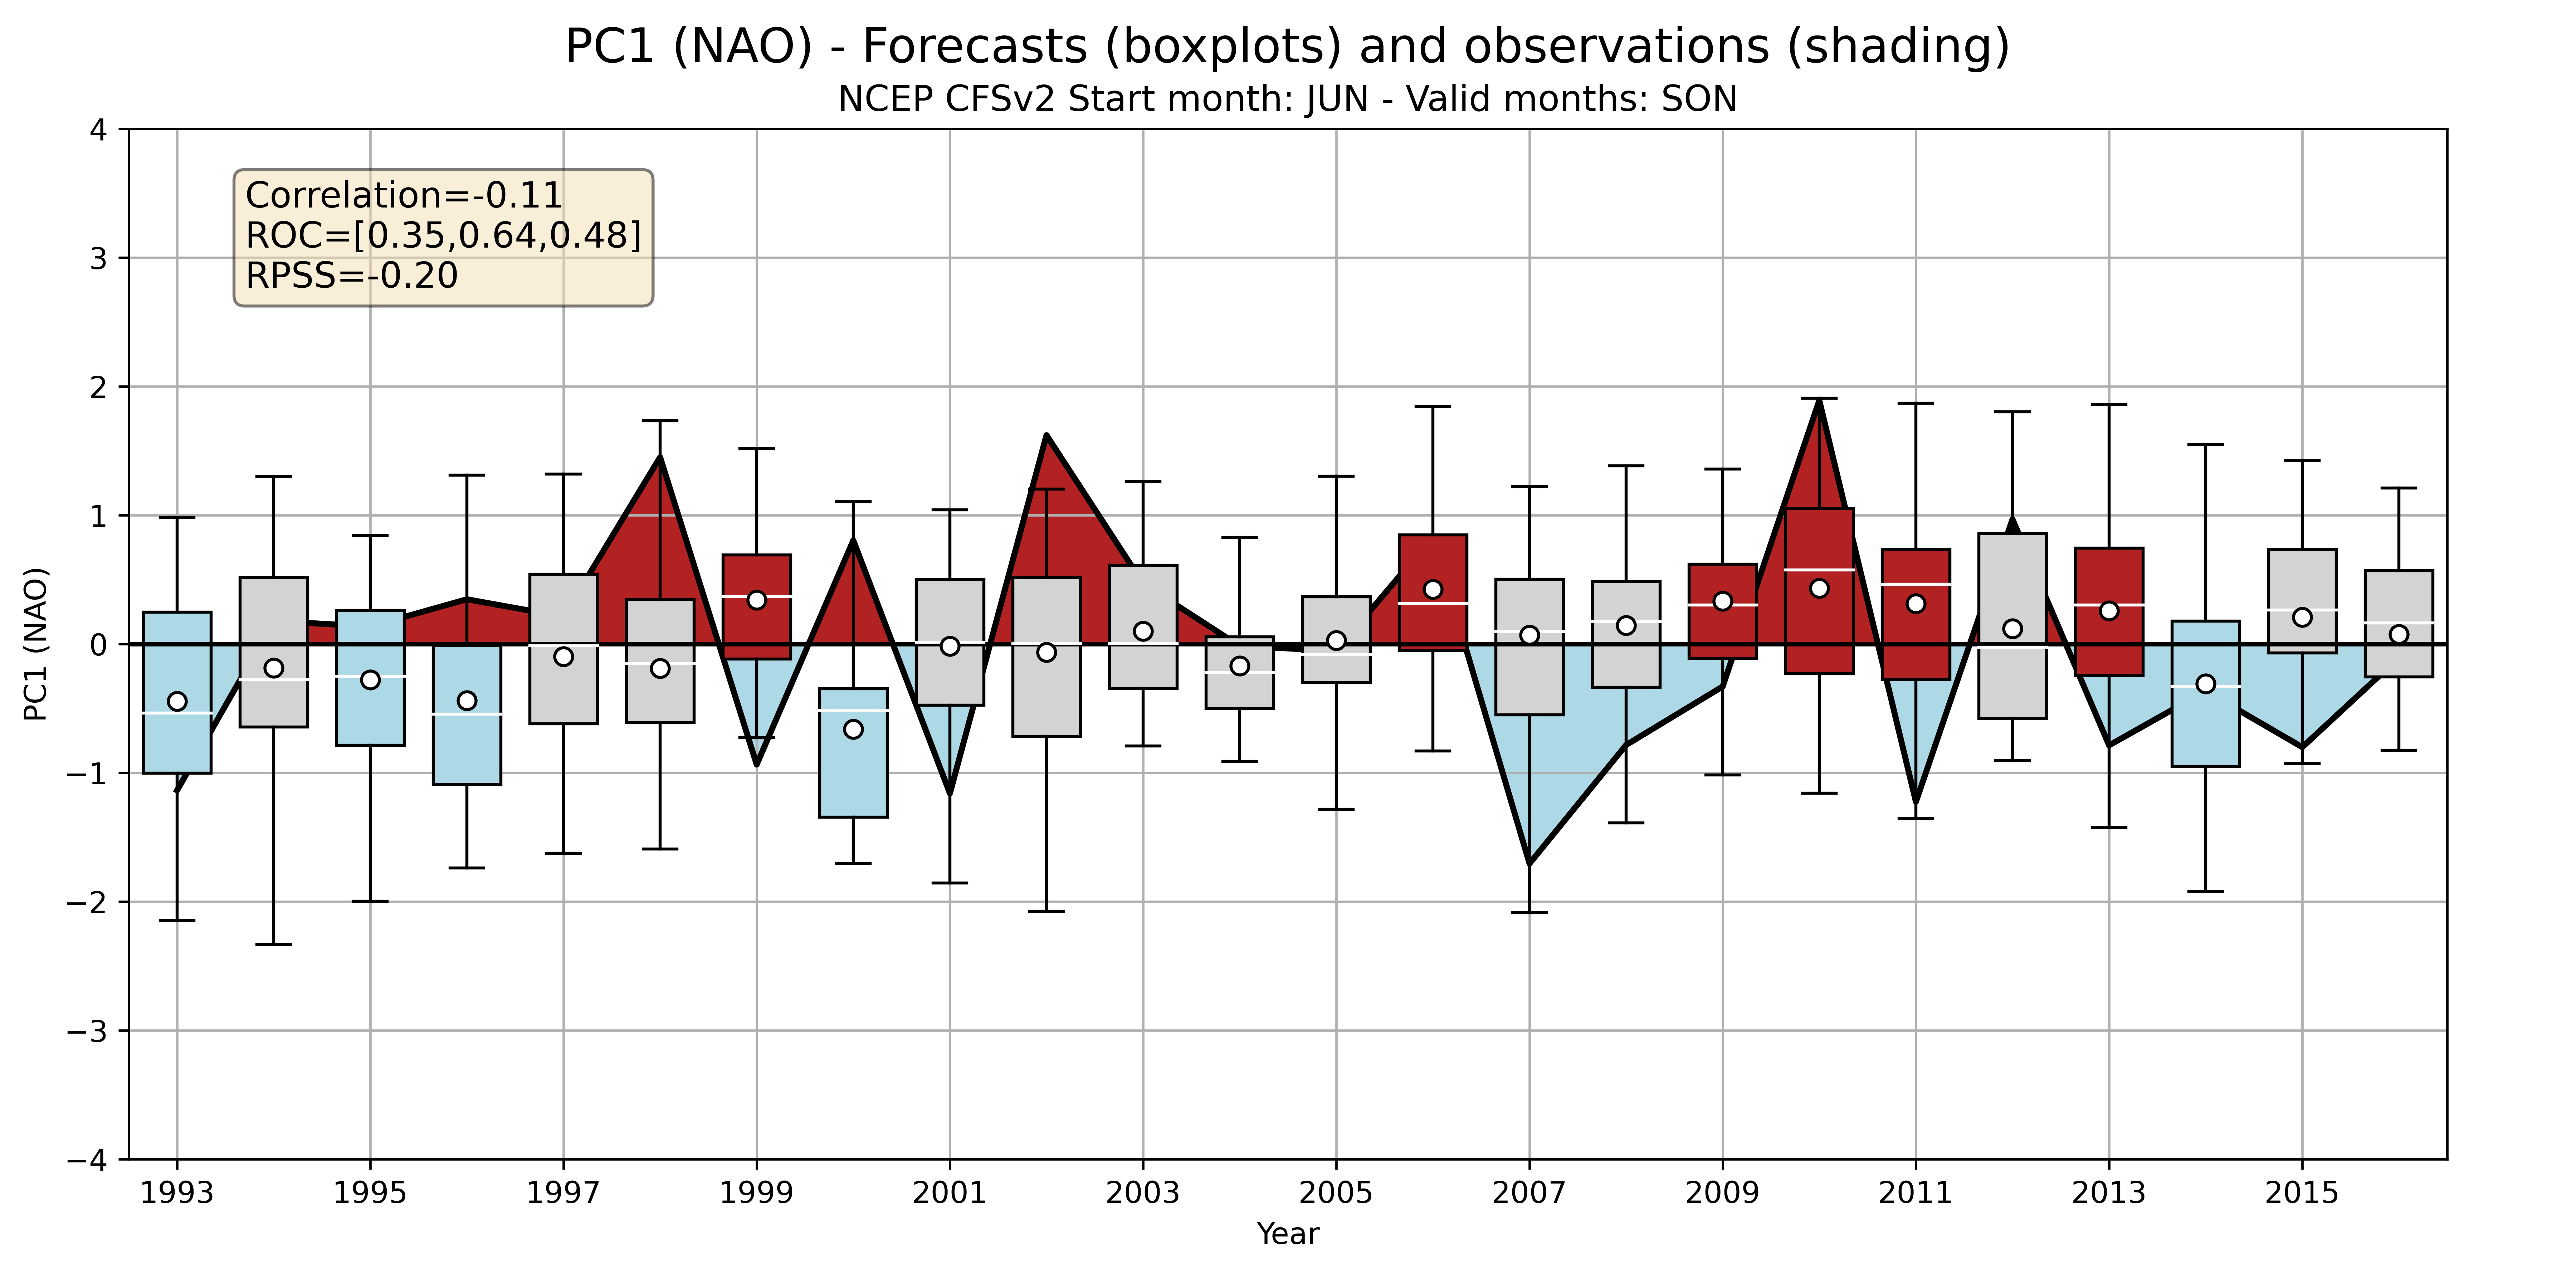 PC1 (NAO) - Forecasts (boxplots) and observations (shading)
NCEP CFSv2 Start month: JUN - Valid months: SON
Correlation=-0.11
ROC=[0.35,0.64,0.48]
RPSS=-0.20
PC1 (NAO)
4
3
2
1
0
−1
−2
−3
−4
1993 1995 1997 1999 2001 2003 2005 2007 2009 2011 2013 2015
Year